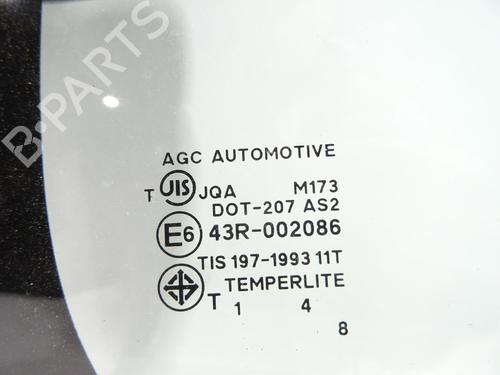 B-PARTS
AGC AUTOMOTIVE
T JIS JQA M173
DOT-207 AS2
E6 43R-002086
TIS 197-1993 11T
T TEMPERLITE
1 4
8